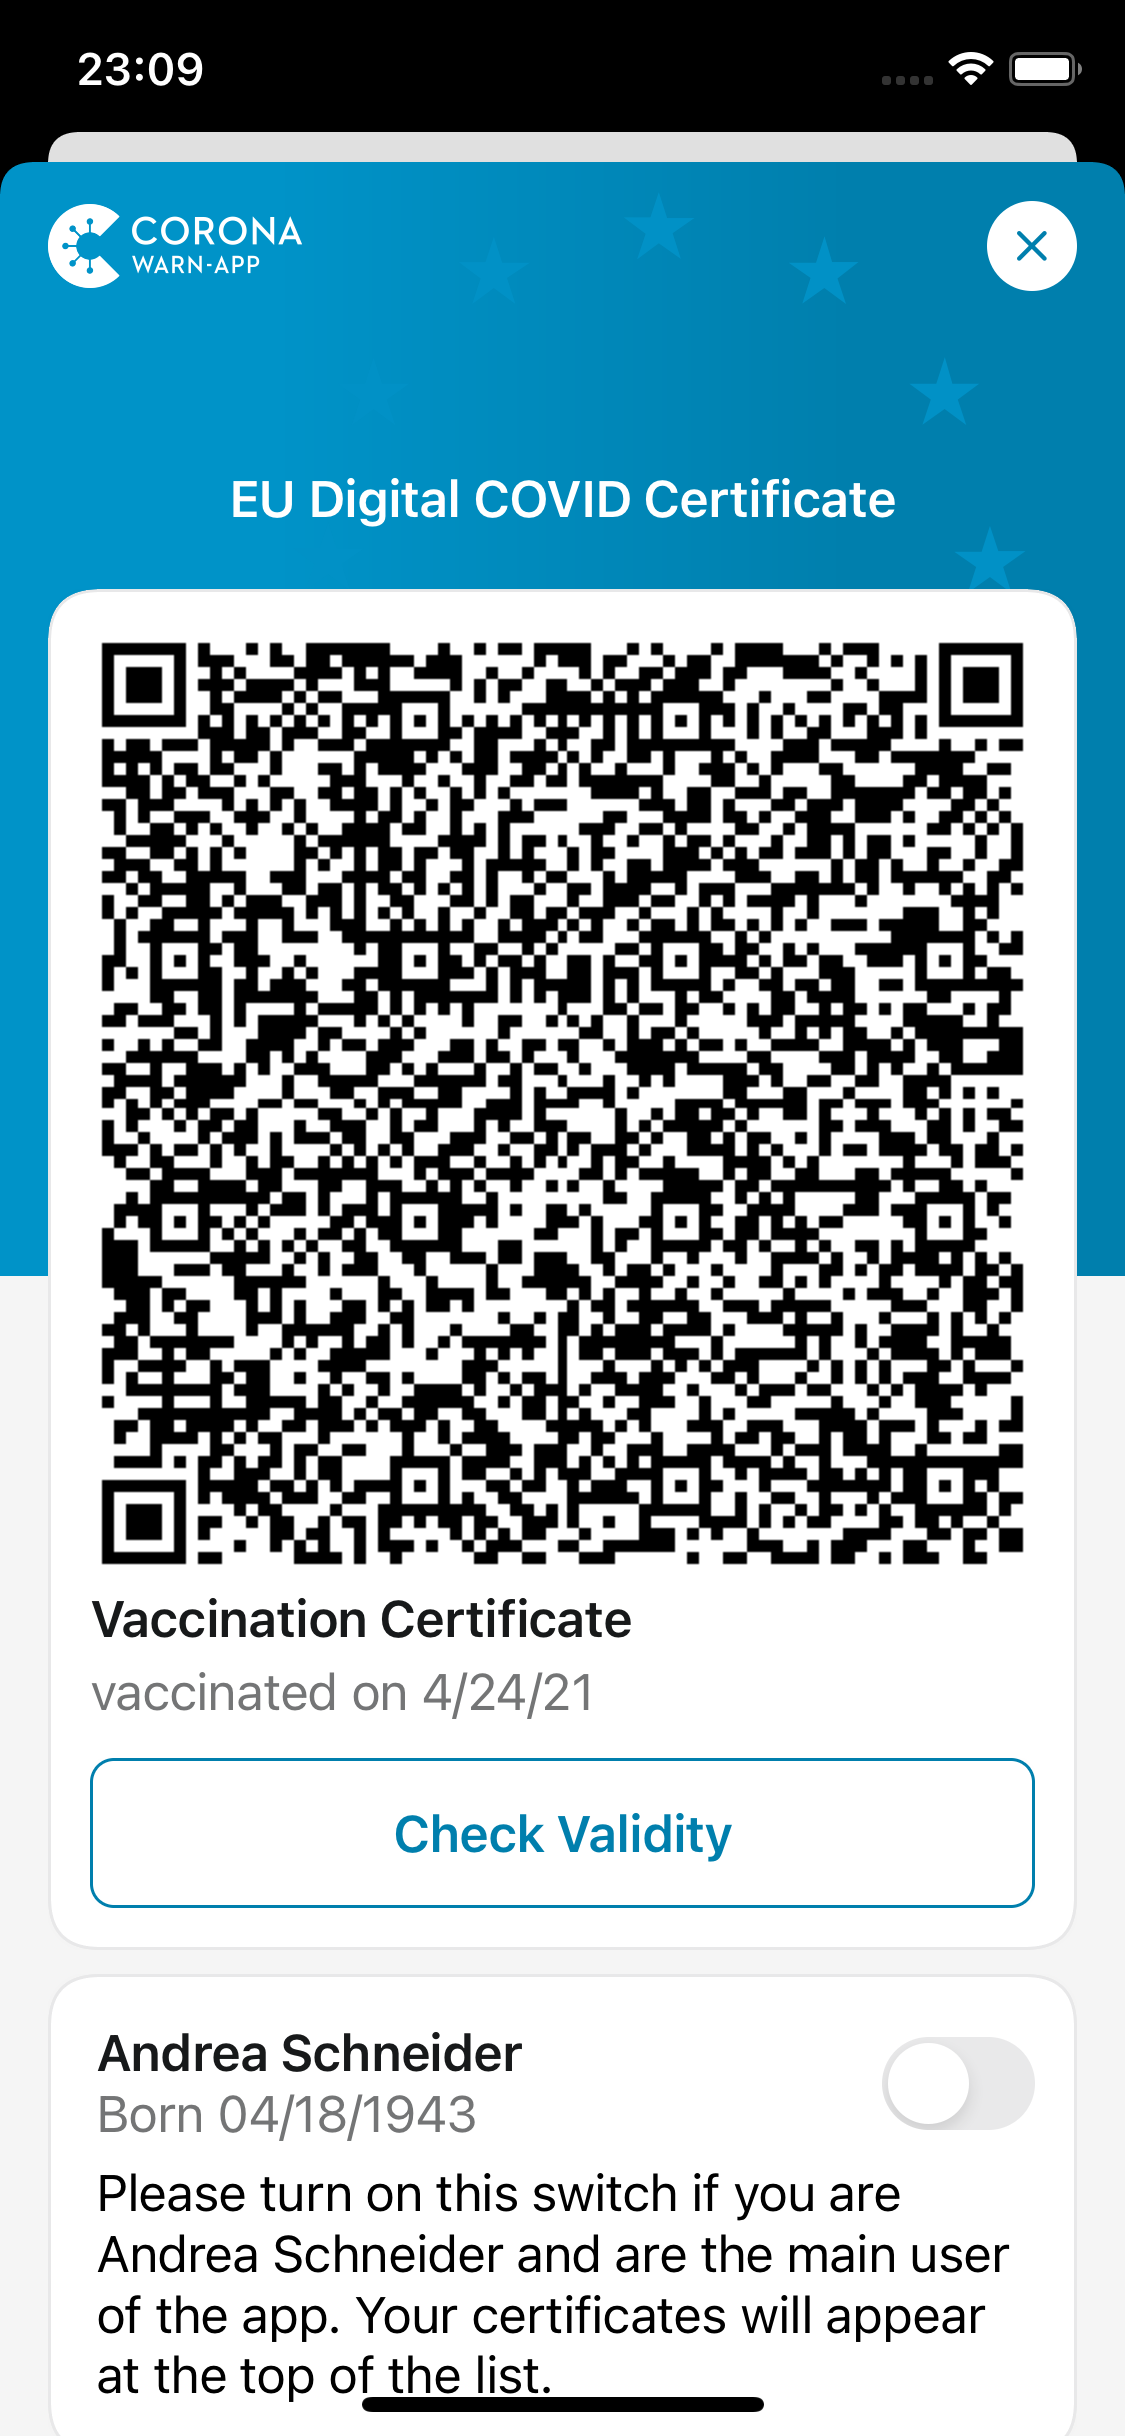 23:09
CORONA
WARN-APP
EU Digital COVID Certificate
Vaccination Certificate
vaccinated on 4/24/21
Check Validity
Andrea Schneider
Born 04/18/1943
Please turn on this switch if you are
Andrea Schneider and are the main user
of the app. Your certificates will appear
at the top of the list.